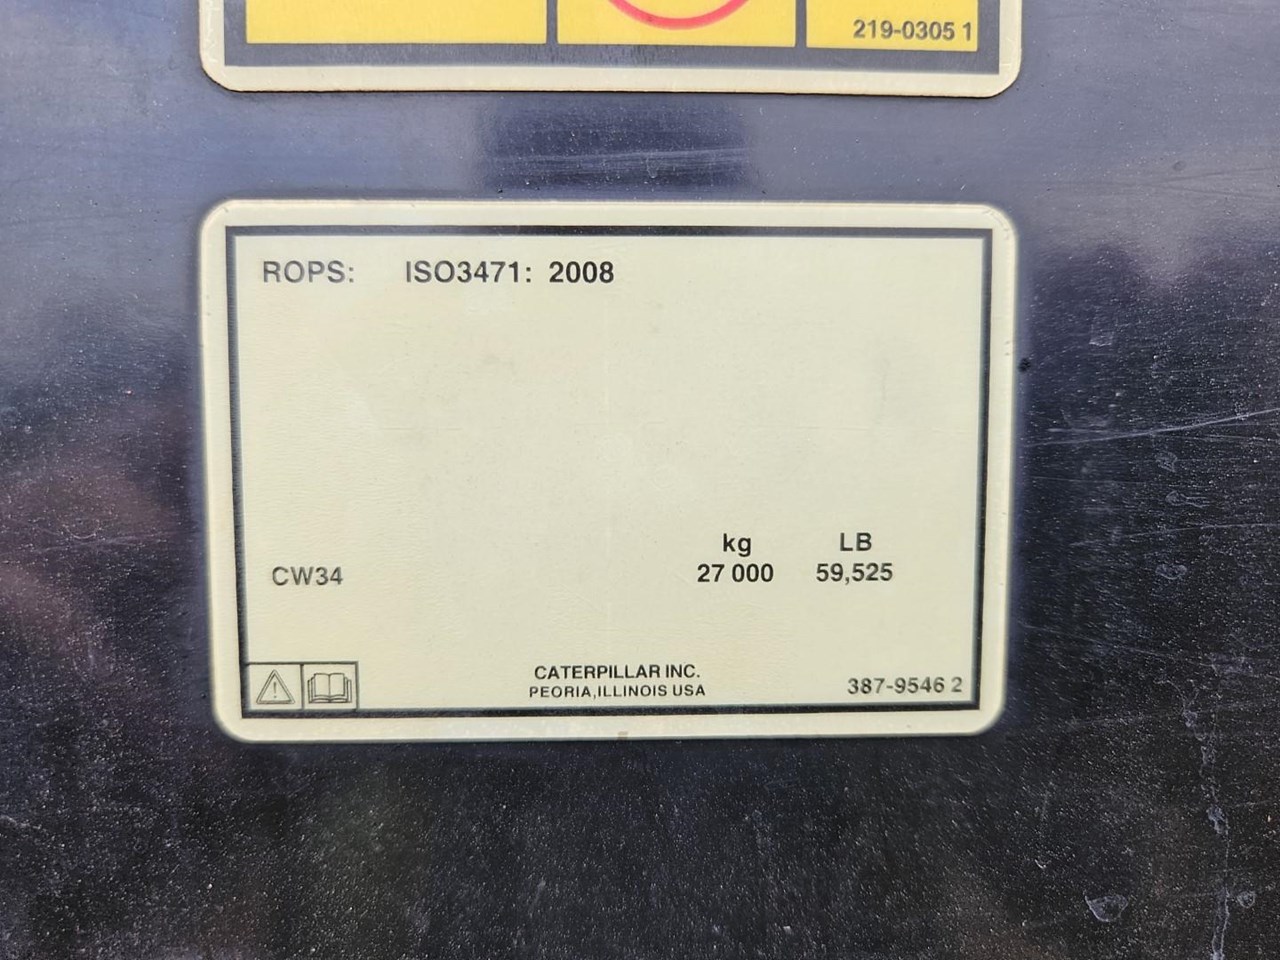 219-0305 1
ROPS: ISO3471: 2008
kg LB
CW34 27 000 59,525
CATERPILLAR INC.
PEORIA,ILLINOIS USA
387-9546 2